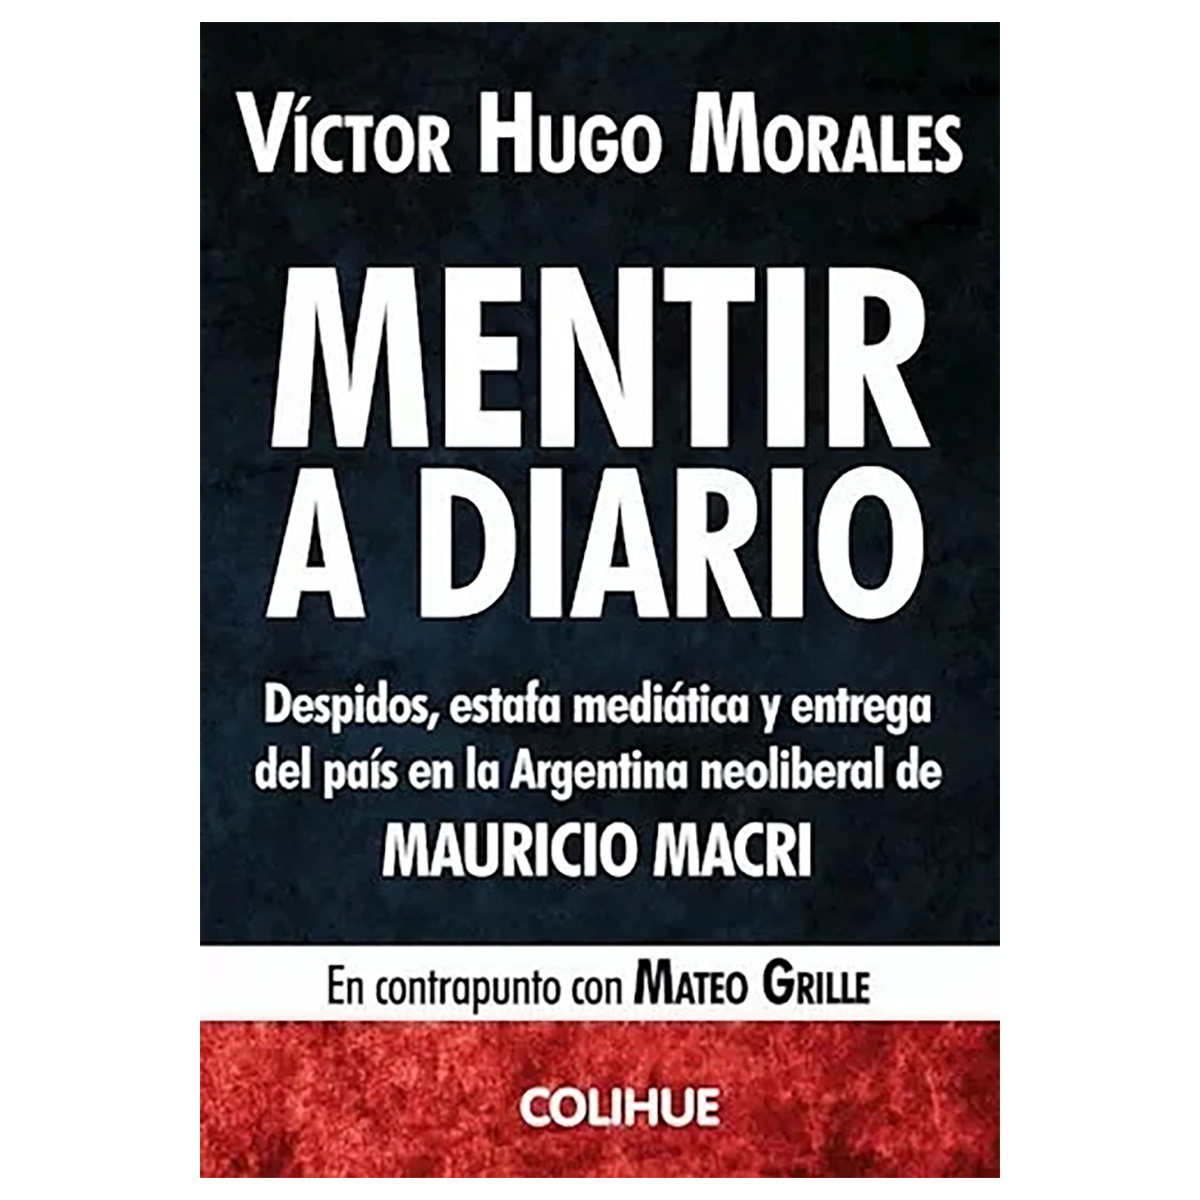 VÍCTOR HUGO MORALES
MENTIR
A DIARIO
Despidos, estafa mediática y entrega
del país en la Argentina neoliberal de
MAURICIO MACRI
En contrapunto con MATEO GRILLE
COLIHUE